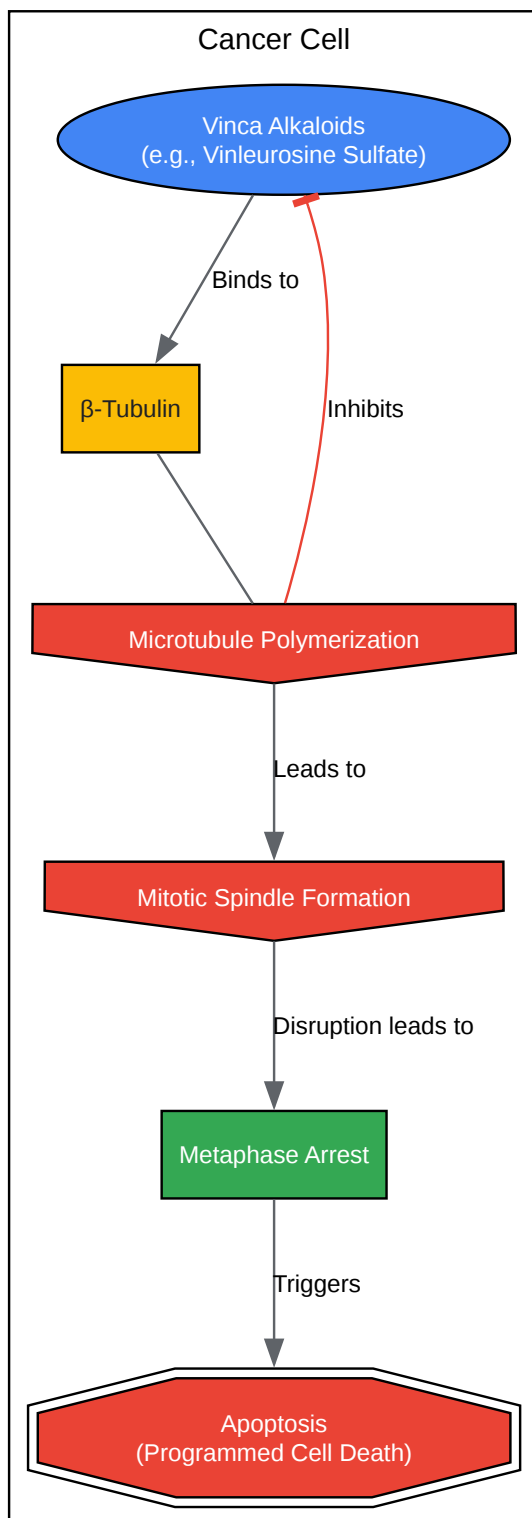 Cancer Cell
Vinca Alkaloids
(e.g., Vinleurosine Sulfate)
Binds to
β-Tubulin
Inhibits
Microtubule Polymerization
Leads to
Mitotic Spindle Formation
Disruption leads to
Metaphase Arrest
Triggers
Apoptosis
(Programmed Cell Death)